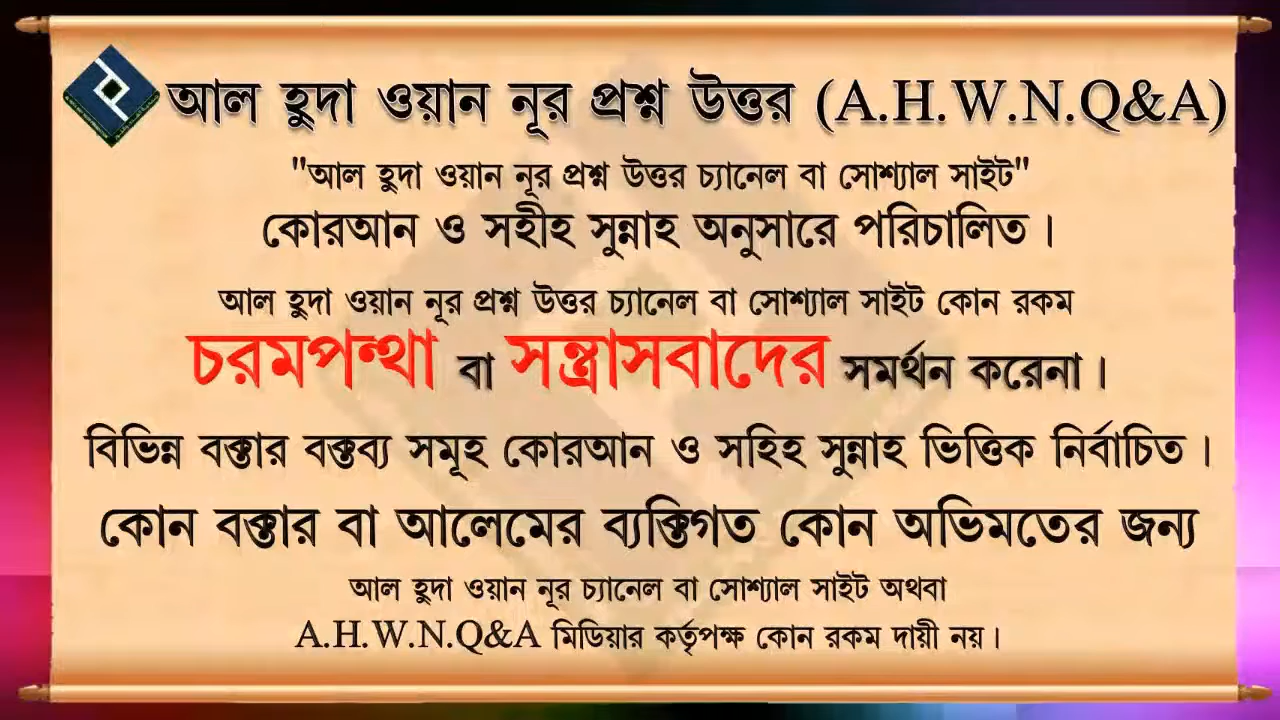 আল হুদা ওয়ান নূর প্রশ্ন উত্তর (A.H.W.N.Q&A)
"আল হুদা ওয়ান নূর প্রশ্ন উত্তর চ্যানেল বা সোশ্যাল সাইট"
কোরআন ও সহীহ সুন্নাহ অনুসারে পরিচালিত।
আল হুদা ওয়ান নূর প্রশ্ন উত্তর চ্যানেল বা সোশ্যাল সাইট কোন রকম
চরমপন্থা বা সন্ত্রাসবাদের সমর্থন করেনা।
বিভিন্ন বক্তার বক্তব্য সমূহ কোরআন ও সহিহ সুন্নাহ ভিত্তিক নির্বাচিত।
কোন বক্তার বা আলেমের ব্যক্তিগত কোন অভিমতের জন্য
আল হুদা ওয়ান নূর চ্যানেল বা সোশ্যাল সাইট অথবা
A.H.W.N.Q&A মিডিয়ার কর্তৃপক্ষ কোন রকম দায়ী নয়।